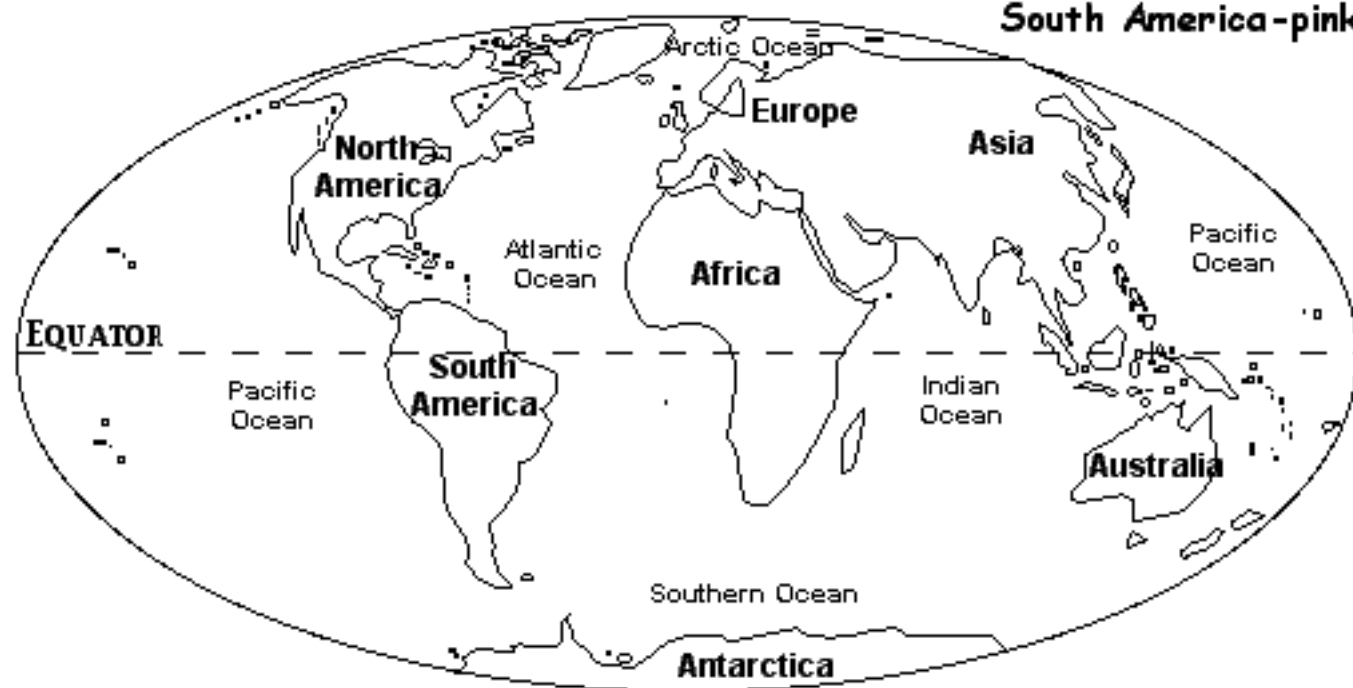 South America-pink
Arctic Ocean
Europe
Asia
North
America
Atlantic
Ocean
Africa
Pacific
Ocean
EQUATOR
South
America
Pacific
Ocean
Indian
Ocean
Australia
Southern Ocean
Antarctica